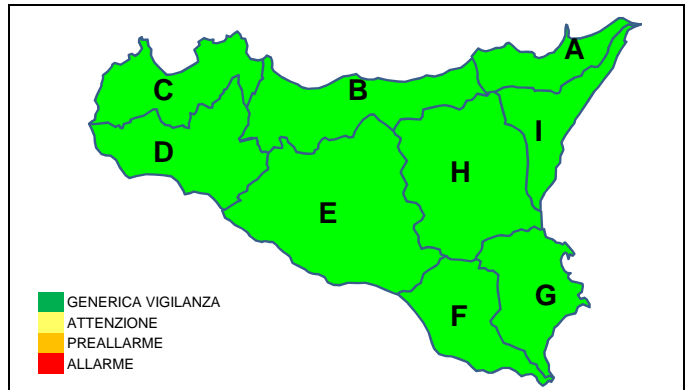 A
B
C
I
D
H
E
G
F
GENERICA VIGILANZA
ATTENZIONE
PREALLARME
ALLARME